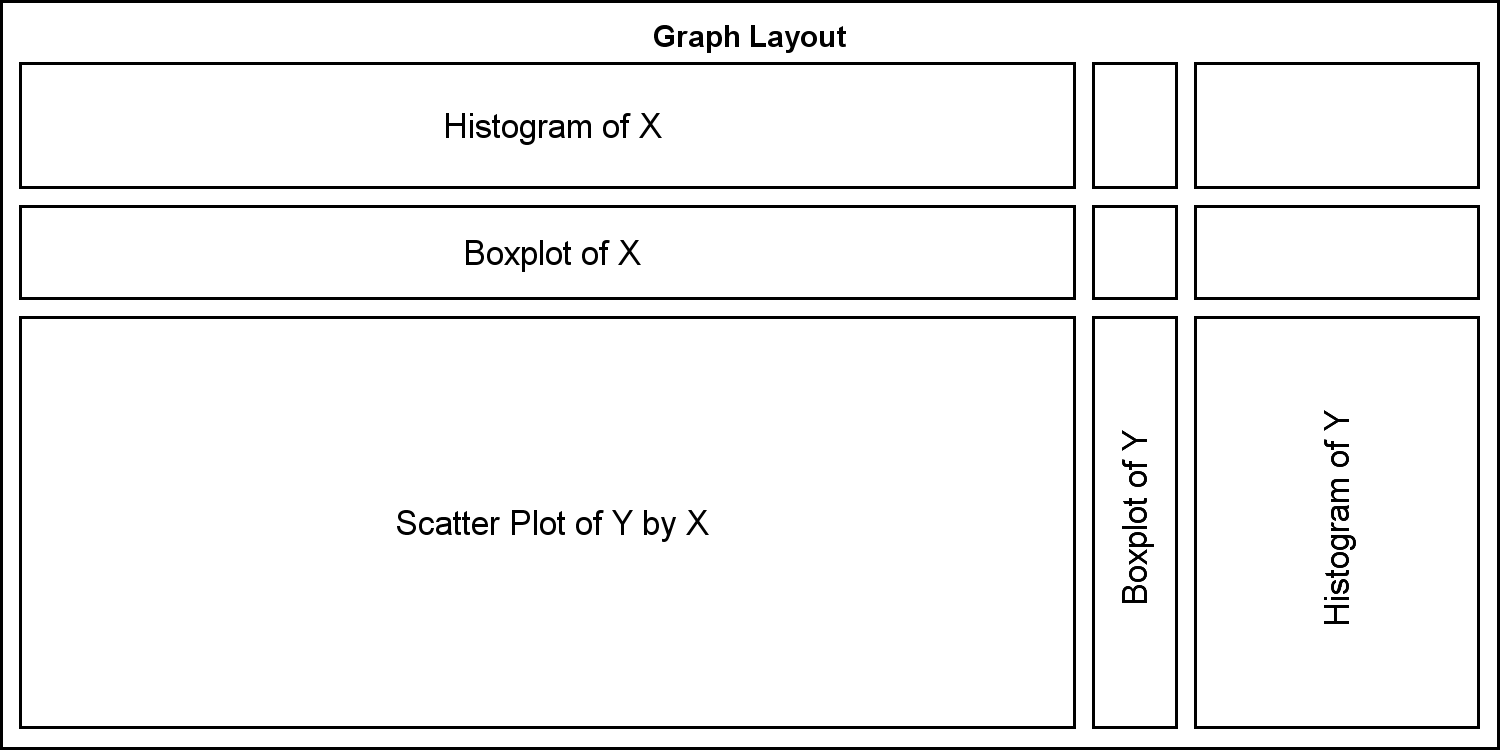 Graph Layout
Histogram of X
Boxplot of X
Scatter Plot of Y by X
Boxplot of Y
Histogram of Y